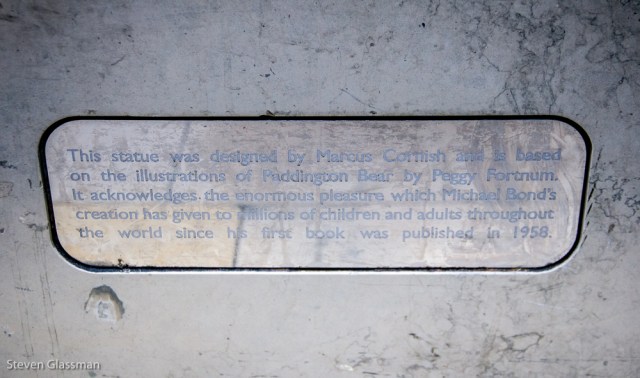 This statue was designed by Marcus Cornish and is based
on the illustrations of Paddington Bear by Peggy Fortnum.
It acknowledges the enormous pleasure which Michael Bond's
creation has given to millions of children and adults throughout
the world since his first book was published in 1958.
Steven Glassman